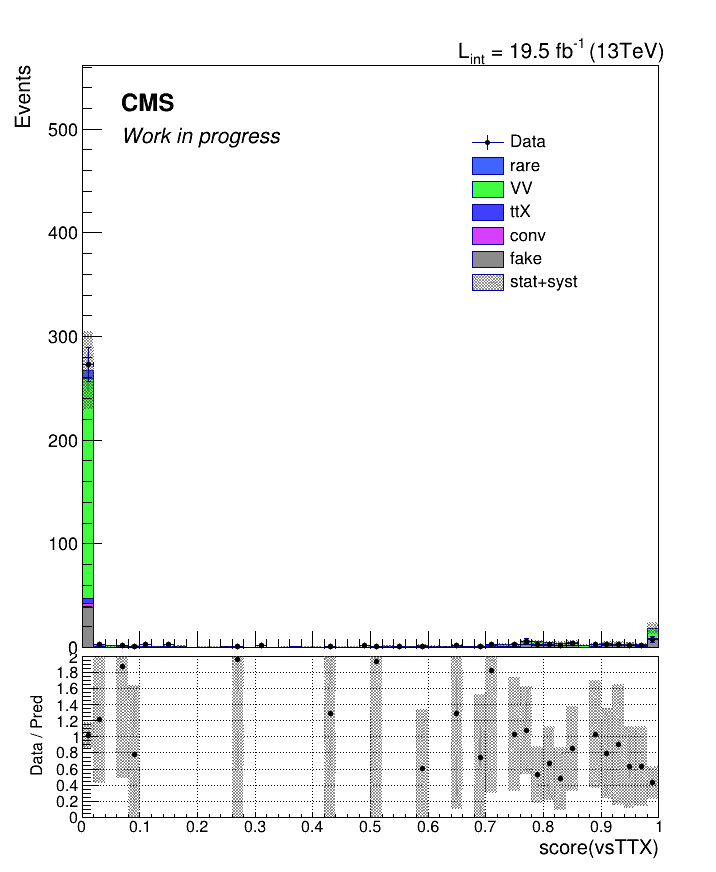 L_int = 19.5 fb^-1 (13TeV)
Events
CMS
Work in progress
Data
rare
VV
ttX
conv
fake
stat+syst
500
400
300
200
100
0
Data / Pred
2
1.8
1.6
1.4
1.2
1
0.8
0.6
0.4
0.2
0
0 0.1 0.2 0.3 0.4 0.5 0.6 0.7 0.8 0.9 1
score(vsTTX)